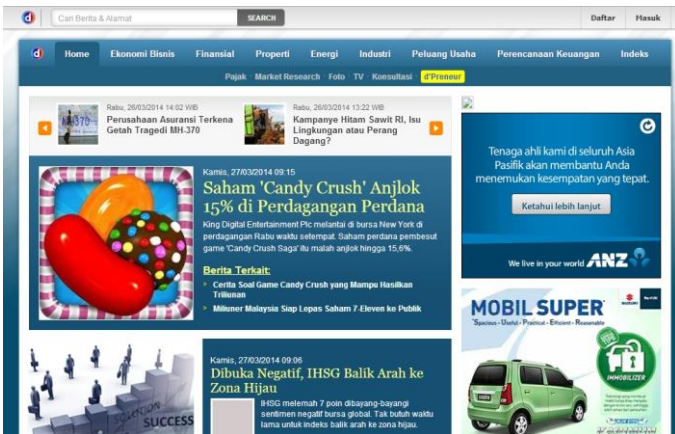 d
Cari Berita & Alamat
SEARCH
Daftar
Masuk
d
Home
Ekonomi Bisnis
Finansial
Properti
Energi
Industri
Peluang Usaha
Perencanaan Keuangan
Indeks
Pajak · Market Research · Foto · TV · Konsultasi · d'Preneur
Rabu, 26/03/2014 14:02 WIB
Perusahaan Asuransi Terkena
Getah Tragedi MH-370
Rabu, 26/03/2014 13:22 WIB
Kampanye Hitam Sawit RI, Isu
Lingkungan atau Perang
Dagang?
Kamis, 27/03/2014 09:15
Saham 'Candy Crush' Anjlok
15% di Perdagangan Perdana
King Digital Entertainment Plc melantai di bursa New York di
perdagangan Rabu waktu setempat. Saham perdana pembesut
game 'Candy Crush Saga' itu malah anjlok hingga 15,6%.
Berita Terkait:
Cerita Soal Game Candy Crush yang Mampu Hasilkan
Triliunan
Miliuner Malaysia Siap Lepas Saham 7-Eleven ke Publik
SOLUTION
SUCCESS
Kamis, 27/03/2014 09:06
Dibuka Negatif, IHSG Balik Arah ke
Zona Hijau
IHSG melemah 7 poin dibayang-bayangi
sentimen negatif bursa global. Tak butuh waktu
lama untuk indeks balik arah ke zona hijau.
Tenaga ahli kami di seluruh Asia
Pasifik akan membantu Anda
menemukan kesempatan yang tepat.
Ketahui lebih lanjut
We live in your world ANZ
SUZUKI
MOBIL SUPER
"Spacious - Useful - Practical - Efficient - Reasonable
IMMOBILIZER